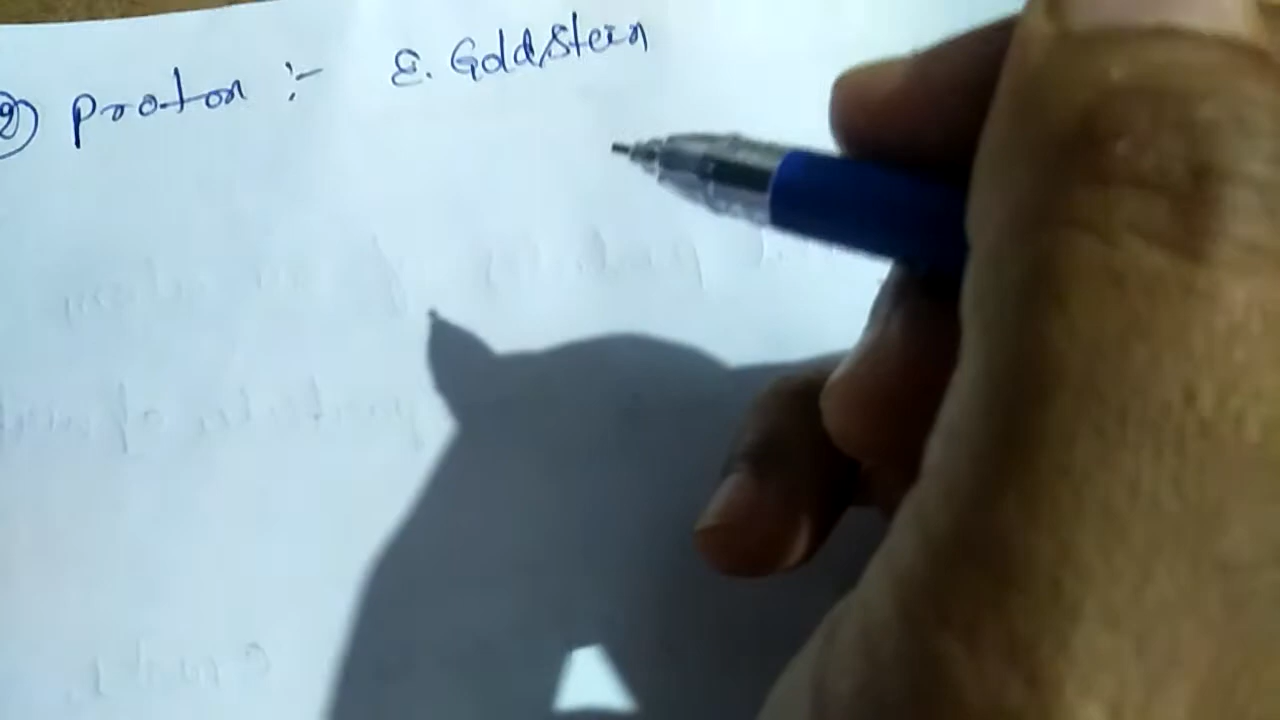 2) Proton :- E. Goldstein